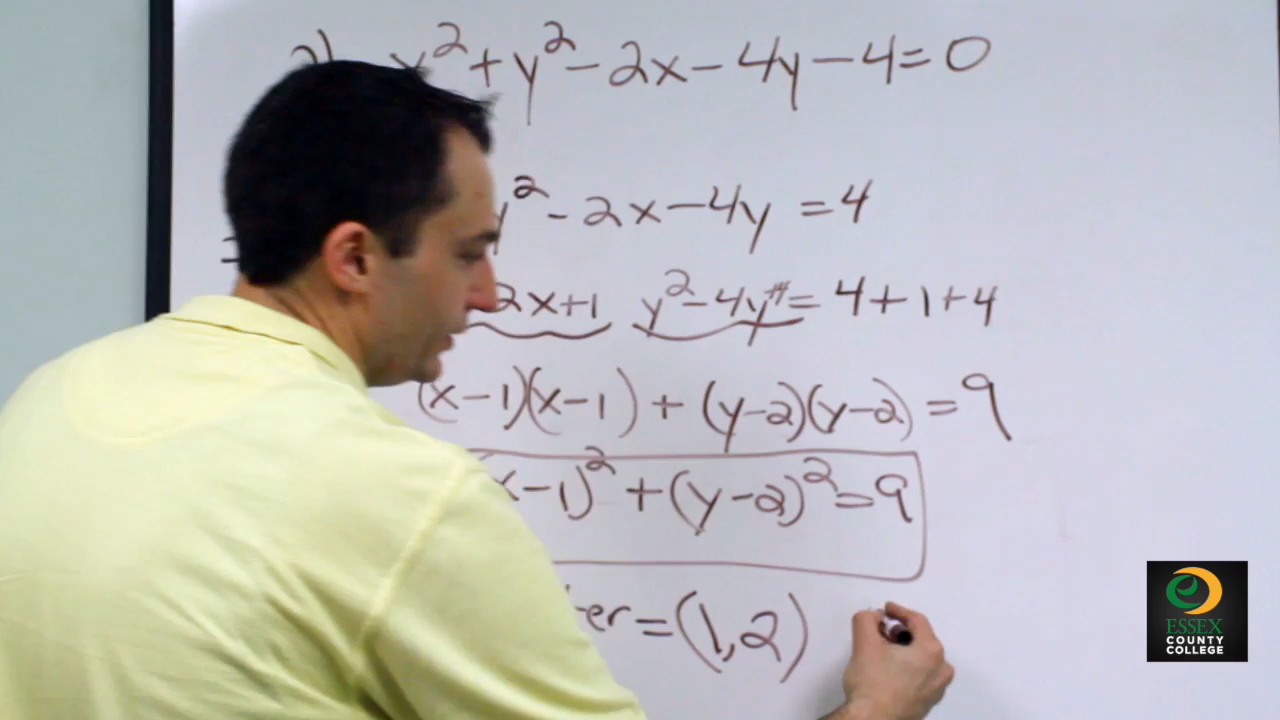 x² + y² - 2x - 4y - 4 = 0
y² - 2x - 4y = 4
2x + 1 y² - 4y + 4 = 4 + 1 + 4
(x - 1)(x - 1) + (y - 2)(y - 2) = 9
x - 1)² + (y - 2)² = 9
ter = (1, 2)
ESSEX
COUNTY
COLLEGE